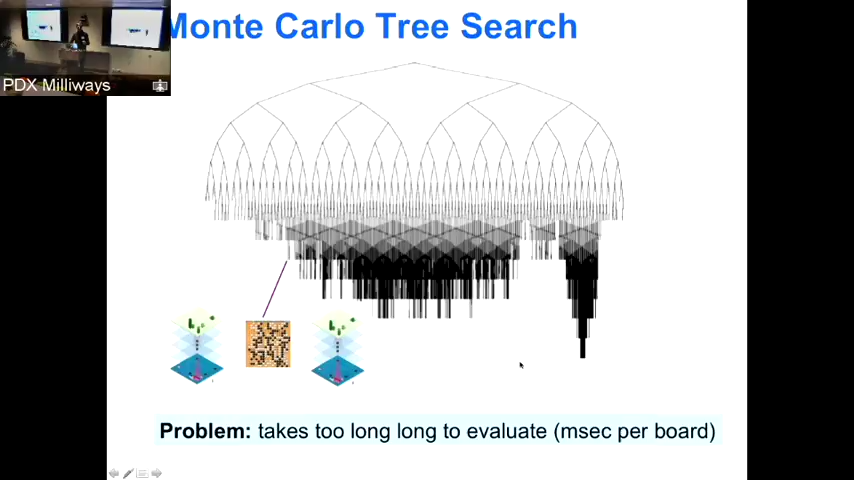 Monte Carlo Tree Search
PDX Milliways
Problem: takes too long long to evaluate (msec per board)